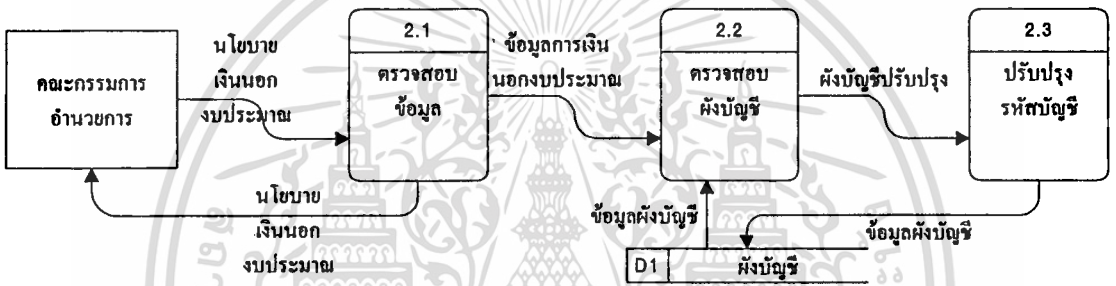 คณะกรรมการ
อำนวยการ
นโยบาย
เงินนอก
งบประมาณ
2.1
ตรวจสอบ
ข้อมูล
ข้อมูลการเงิน
นอกงบประมาณ
2.2
ตรวจสอบ
ผังบัญชี
ผังบัญชีปรับปรุง
2.3
ปรับปรุง
รหัสบัญชี
นโยบาย
เงินนอก
งบประมาณ
ข้อมูลผังบัญชี
ข้อมูลผังบัญชี
D1
ผังบัญชี